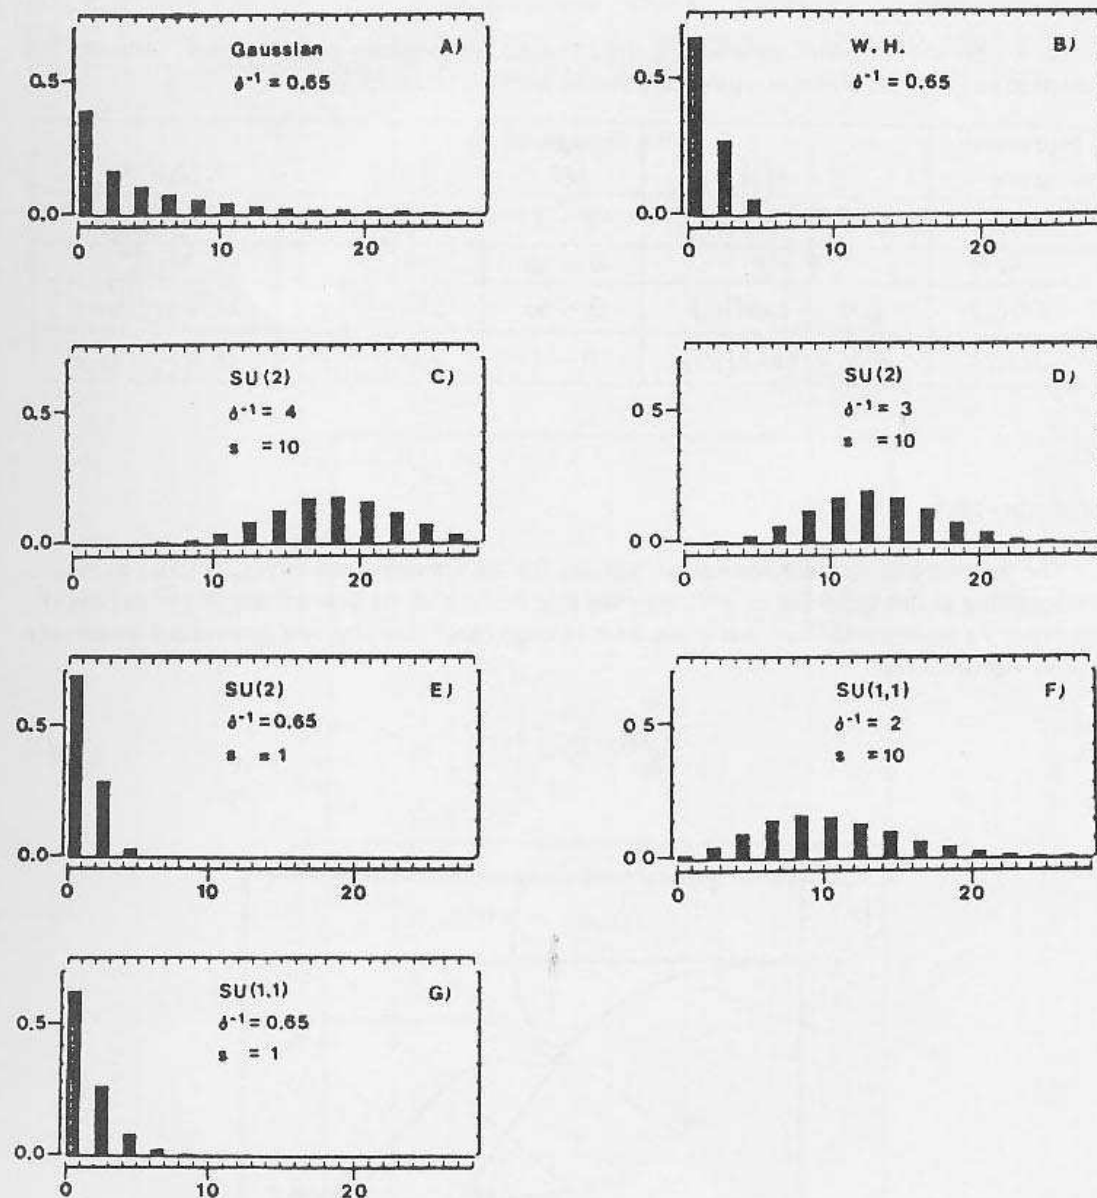 Gaussian A)
δ⁻¹ = 0.65
0.5
0.0
0 10 20
W. H. B)
δ⁻¹ = 0.65
0.5
0.0
0 20
SU(2) C)
δ⁻¹ = 4
s = 10
0.5
0.0
0 10 20
SU(2) D)
δ⁻¹ = 3
s = 10
0 5
0 0
0 10 20
SU(2) E)
δ⁻¹ = 0.65
s = 1
0.5
0.0
0 10 20
SU(1,1) F)
δ⁻¹ = 2
s = 10
0 5
0 0
0 10 20
SU(1,1) G)
δ⁻¹ = 0.65
s = 1
0.5
0.0
0 10 20